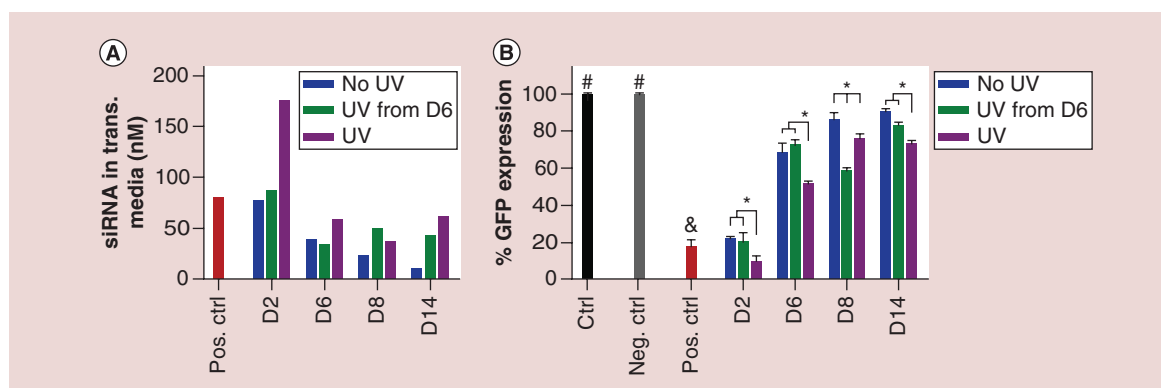 A
siRNA in trans.
media (nM)
200
150
100
50
0
No UV
UV from D6
UV
Pos. ctrl
D2
D6
D8
D14
B
% GFP expression
100
80
60
40
20
0
#
#
&
*
*
*
*
No UV
UV from D6
UV
Ctrl
Neg. ctrl
Pos. ctrl
D2
D6
D8
D14